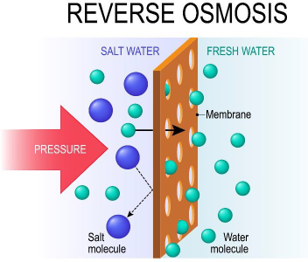 REVERSE OSMOSIS
SALT WATER
FRESH WATER
Membrane
PRESSURE
Salt
molecule
Water
molecule